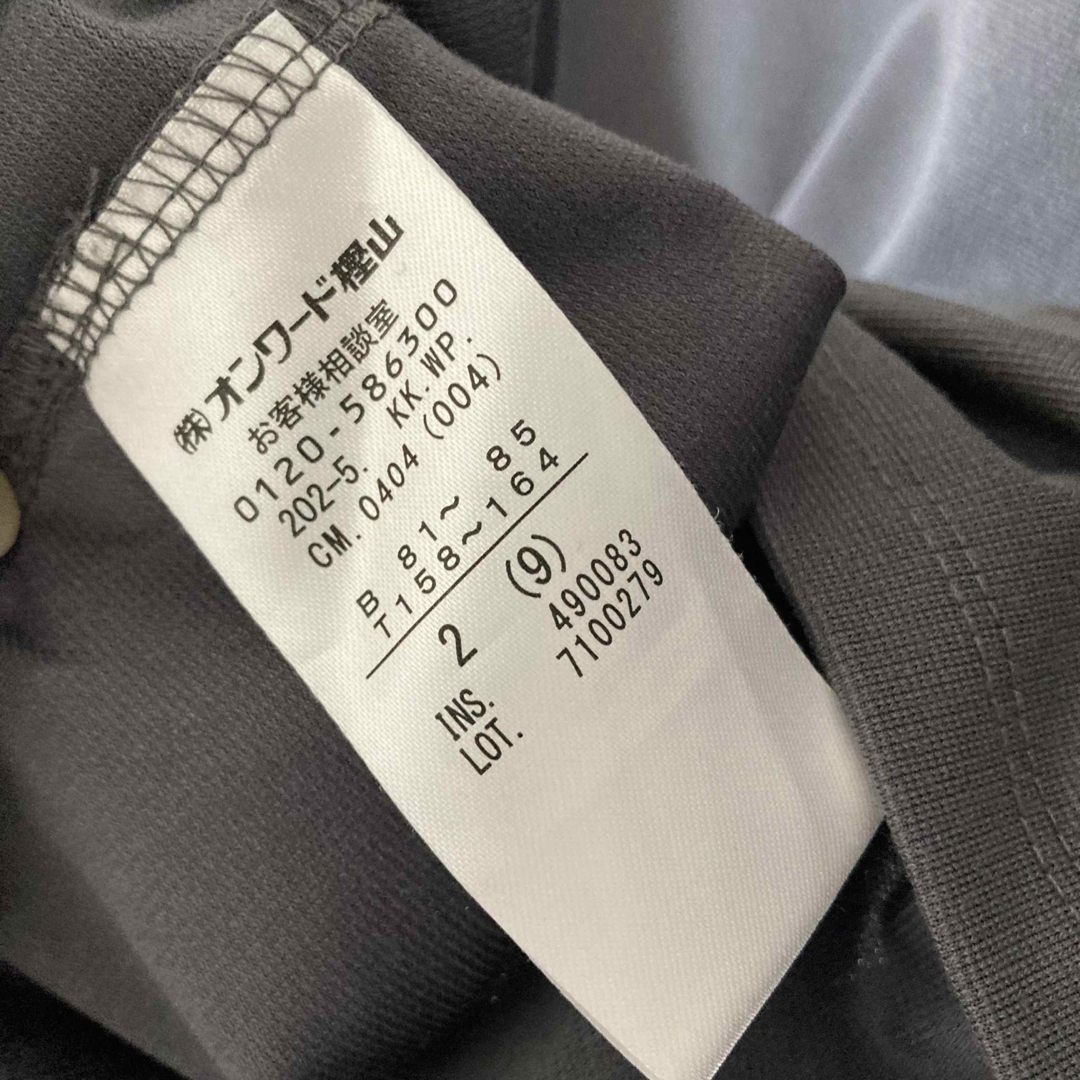 ㈱オンワード樫山
お客様相談室
0120-586300
202-5. KK.WP.
CM. 0404 (004)
B 81～ 85
T158～164
2 (9)
INS. 490083
LOT. 7100279